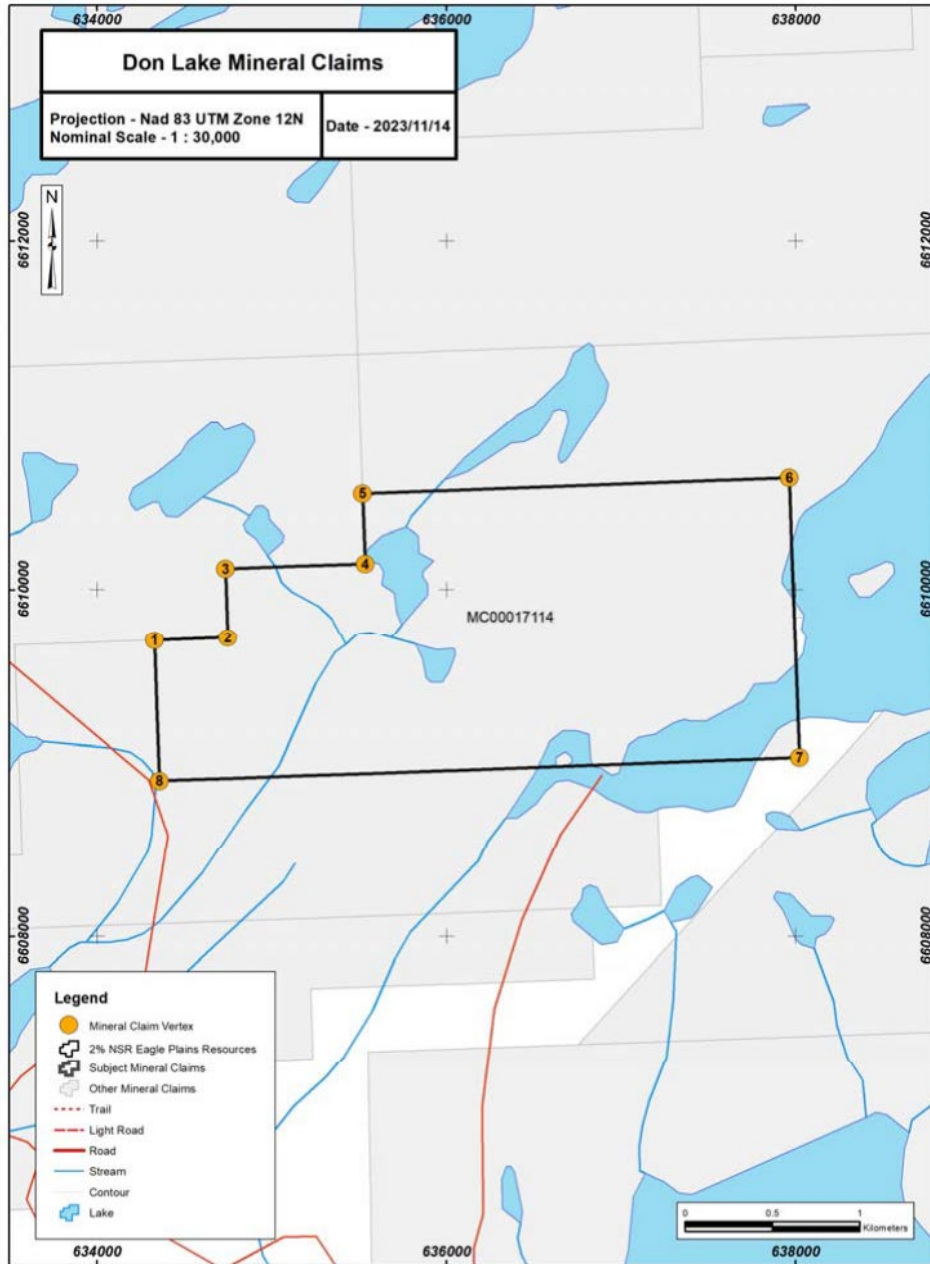 634000
636000
638000
Don Lake Mineral Claims
Projection - Nad 83 UTM Zone 12N
Nominal Scale - 1 : 30,000
Date - 2023/11/14
N
6612000
6612000
5
6
3
4
6610000
6610000
MC00017114
1
2
7
8
6608000
6608000
Legend
Mineral Claim Vertex
2% NSR Eagle Plains Resources
Subject Mineral Claims
Other Mineral Claims
Trail
Light Road
Road
Stream
Contour
Lake
0
0.5
1
Kilometers
634000
636000
638000